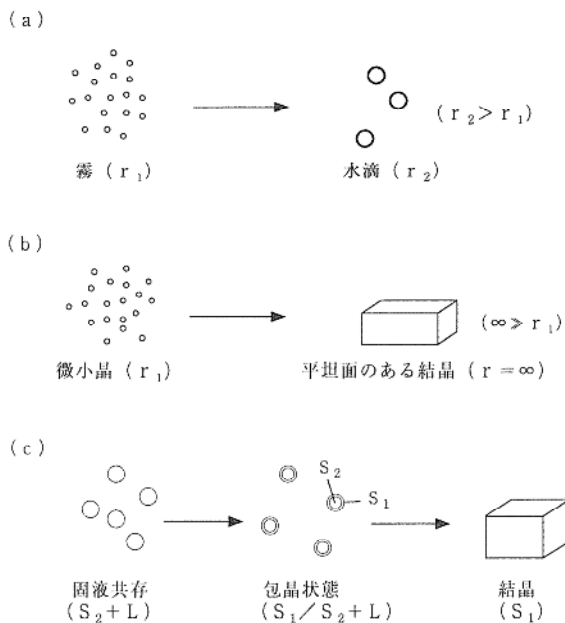 (a)
霧(r₁)
水滴(r₂)
(r₂>r₁)
(b)
微小晶(r₁)
平坦面のある結晶(r=∞)
(∞≫r₁)
(c)
S₂
S₁
固液共存
(S₂+L)
包晶状態
(S₁/S₂+L)
結晶
(S₁)